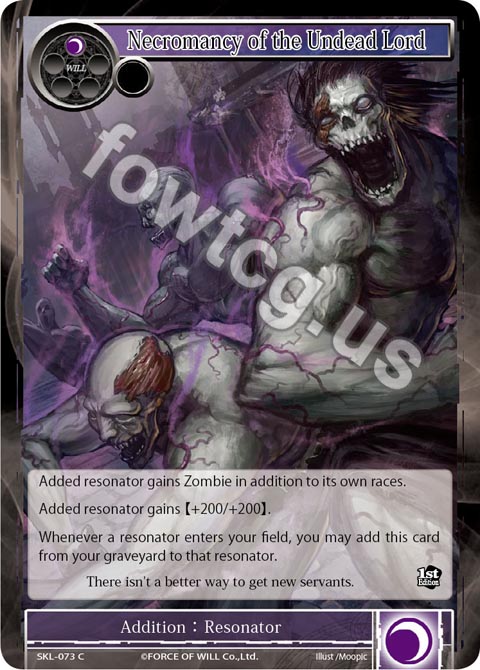 Necromancy of the Undead Lord
WILL
fowtcg.us
Added resonator gains Zombie in addition to its own races.
Added resonator gains 【+200/+200】.
Whenever a resonator enters your field, you may add this card
from your graveyard to that resonator.
There isn't a better way to get new servants.
1st
Edition
Addition : Resonator
SKL-073 C ©FORCE OF WILL Co.,Ltd. Illust /Moopic